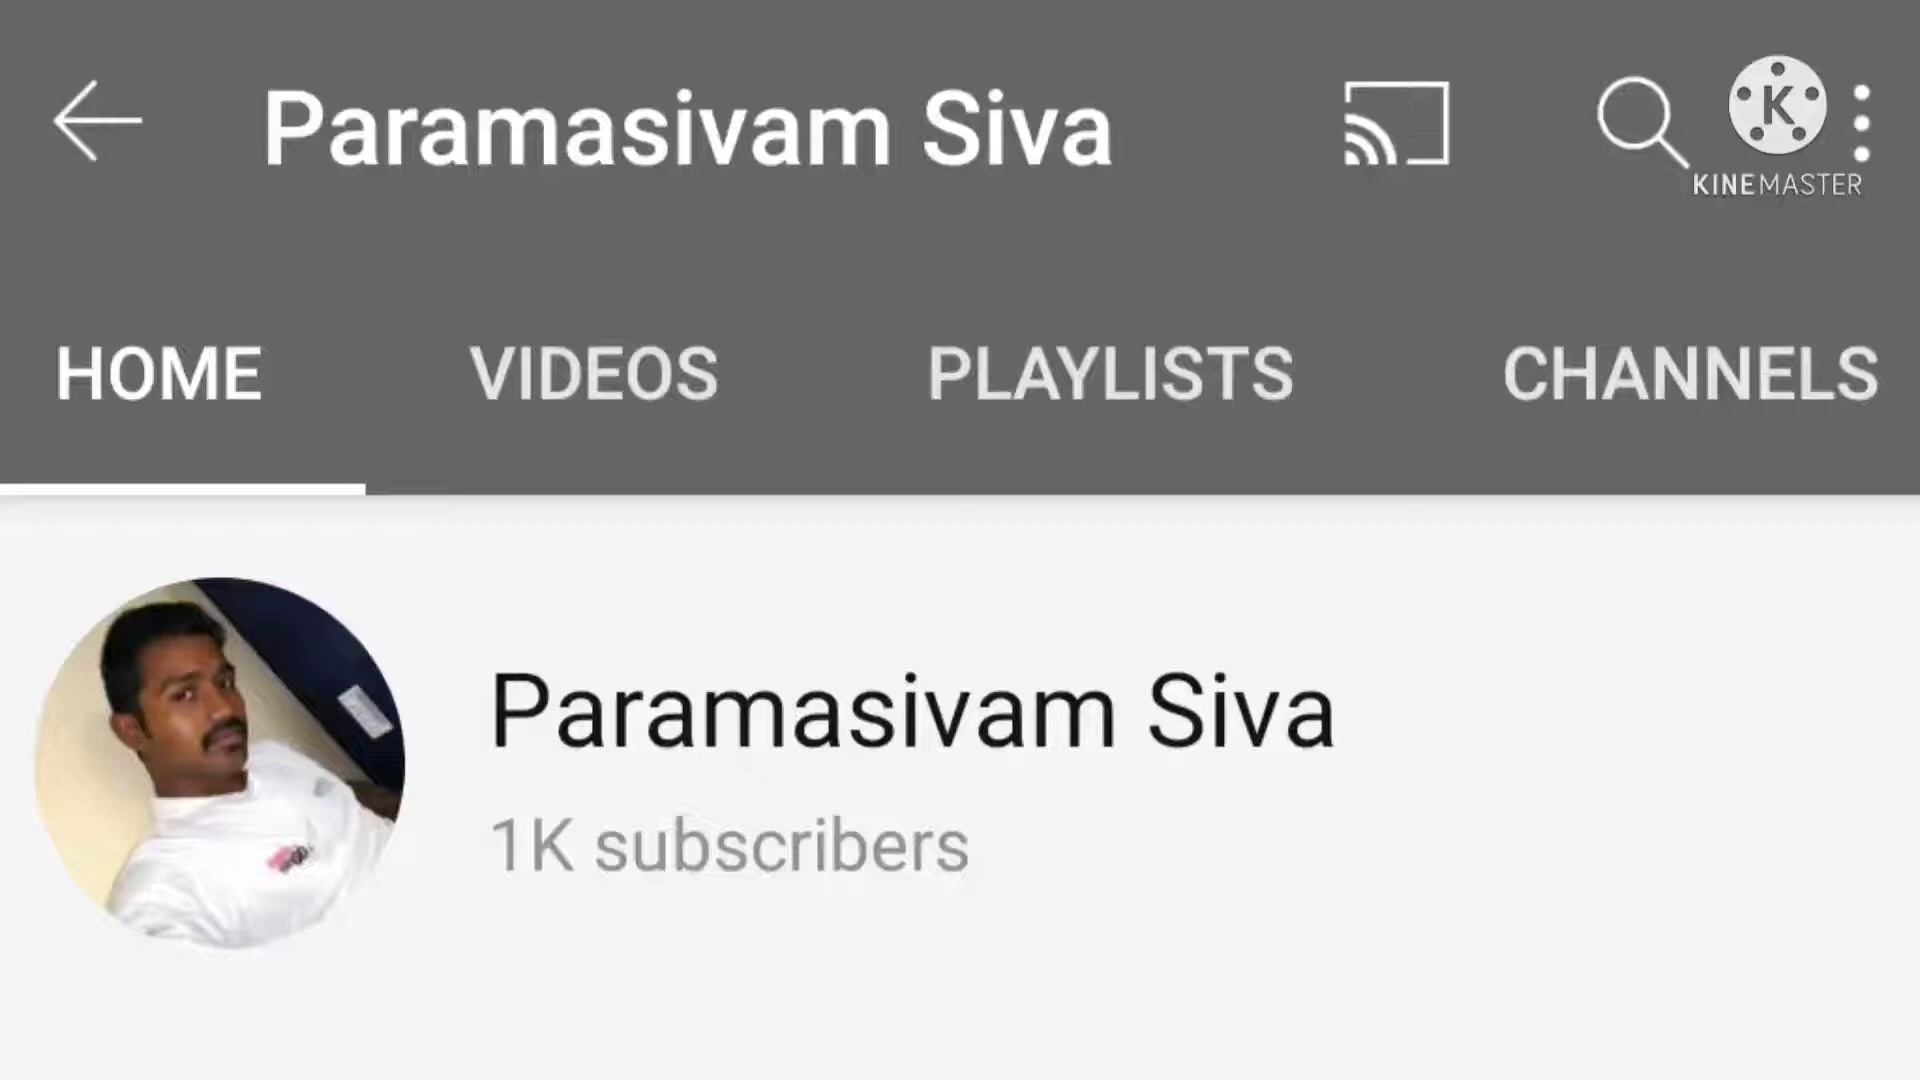 Paramasivam Siva
K
KINEMASTER
HOME VIDEOS PLAYLISTS CHANNELS
Paramasivam Siva
1K subscribers